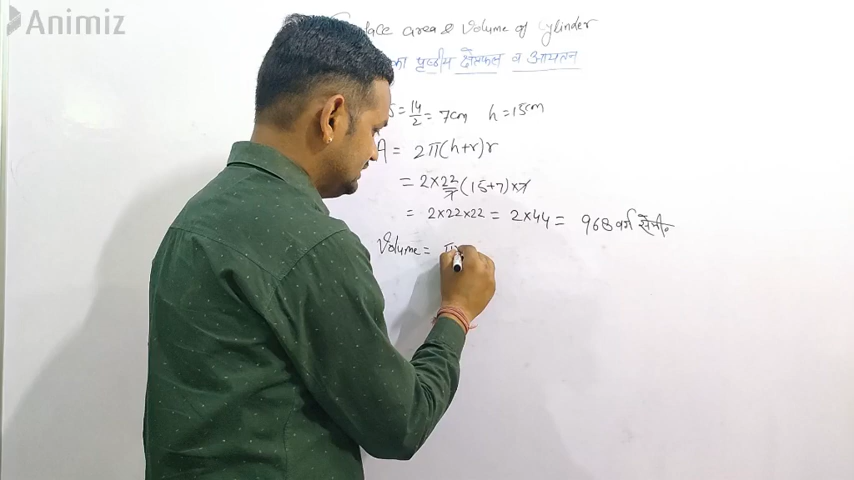 Animiz
area & Volume of Cylinder
का पृष्ठीय क्षेत्रफल व आयतन
= 14/2 = 7cm h = 15cm
A = 2π(h+r)r
= 2×22/7(15+7)×7
= 2×22×22 = 2×44 = 968 वर्ग सेमी०
Volume = π